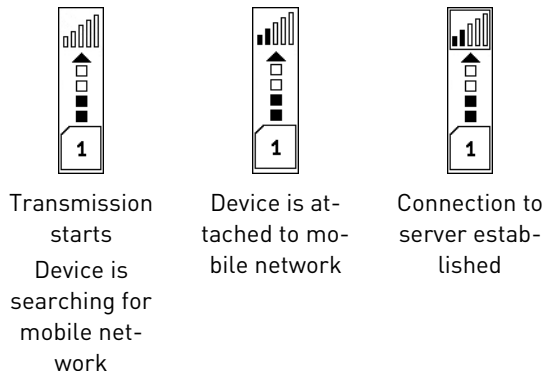 1
Transmission
starts
Device is
searching for
mobile net-
work
1
Device is at-
tached to mo-
bile network
1
Connection to
server estab-
lished